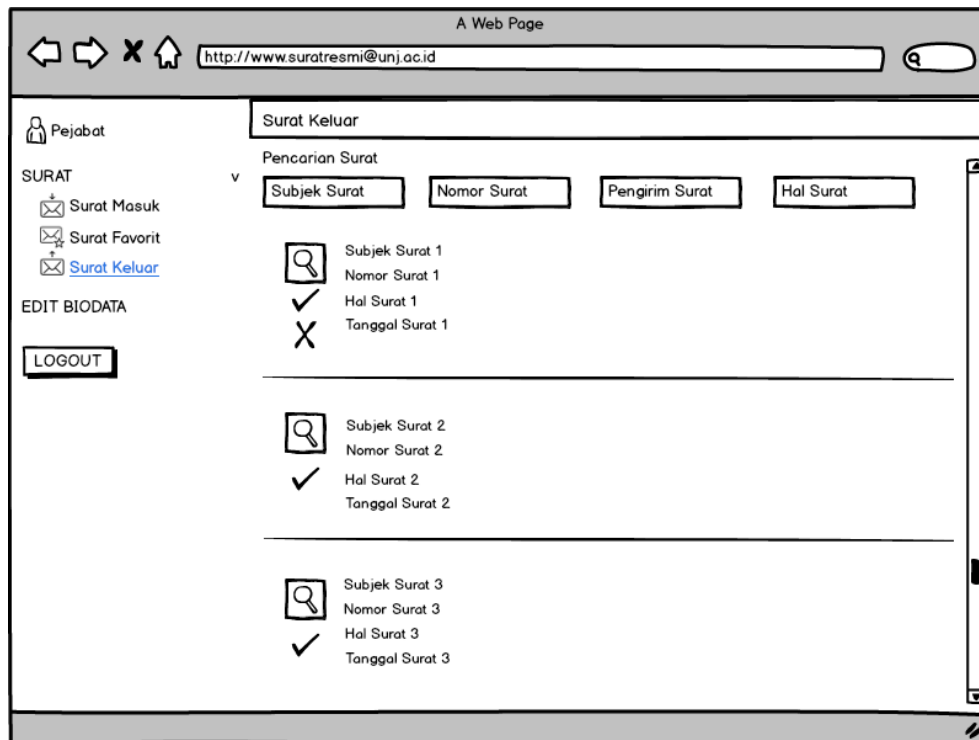 A Web Page
http://www.suratresmi@unj.ac.id
Pejabat
SURAT v
Surat Masuk
Surat Favorit
Surat Keluar
EDIT BIODATA
LOGOUT
Surat Keluar
Pencarian Surat
Subjek Surat Nomor Surat Pengirim Surat Hal Surat
Subjek Surat 1
Nomor Surat 1
Hal Surat 1
Tanggal Surat 1
Subjek Surat 2
Nomor Surat 2
Hal Surat 2
Tanggal Surat 2
Subjek Surat 3
Nomor Surat 3
Hal Surat 3
Tanggal Surat 3